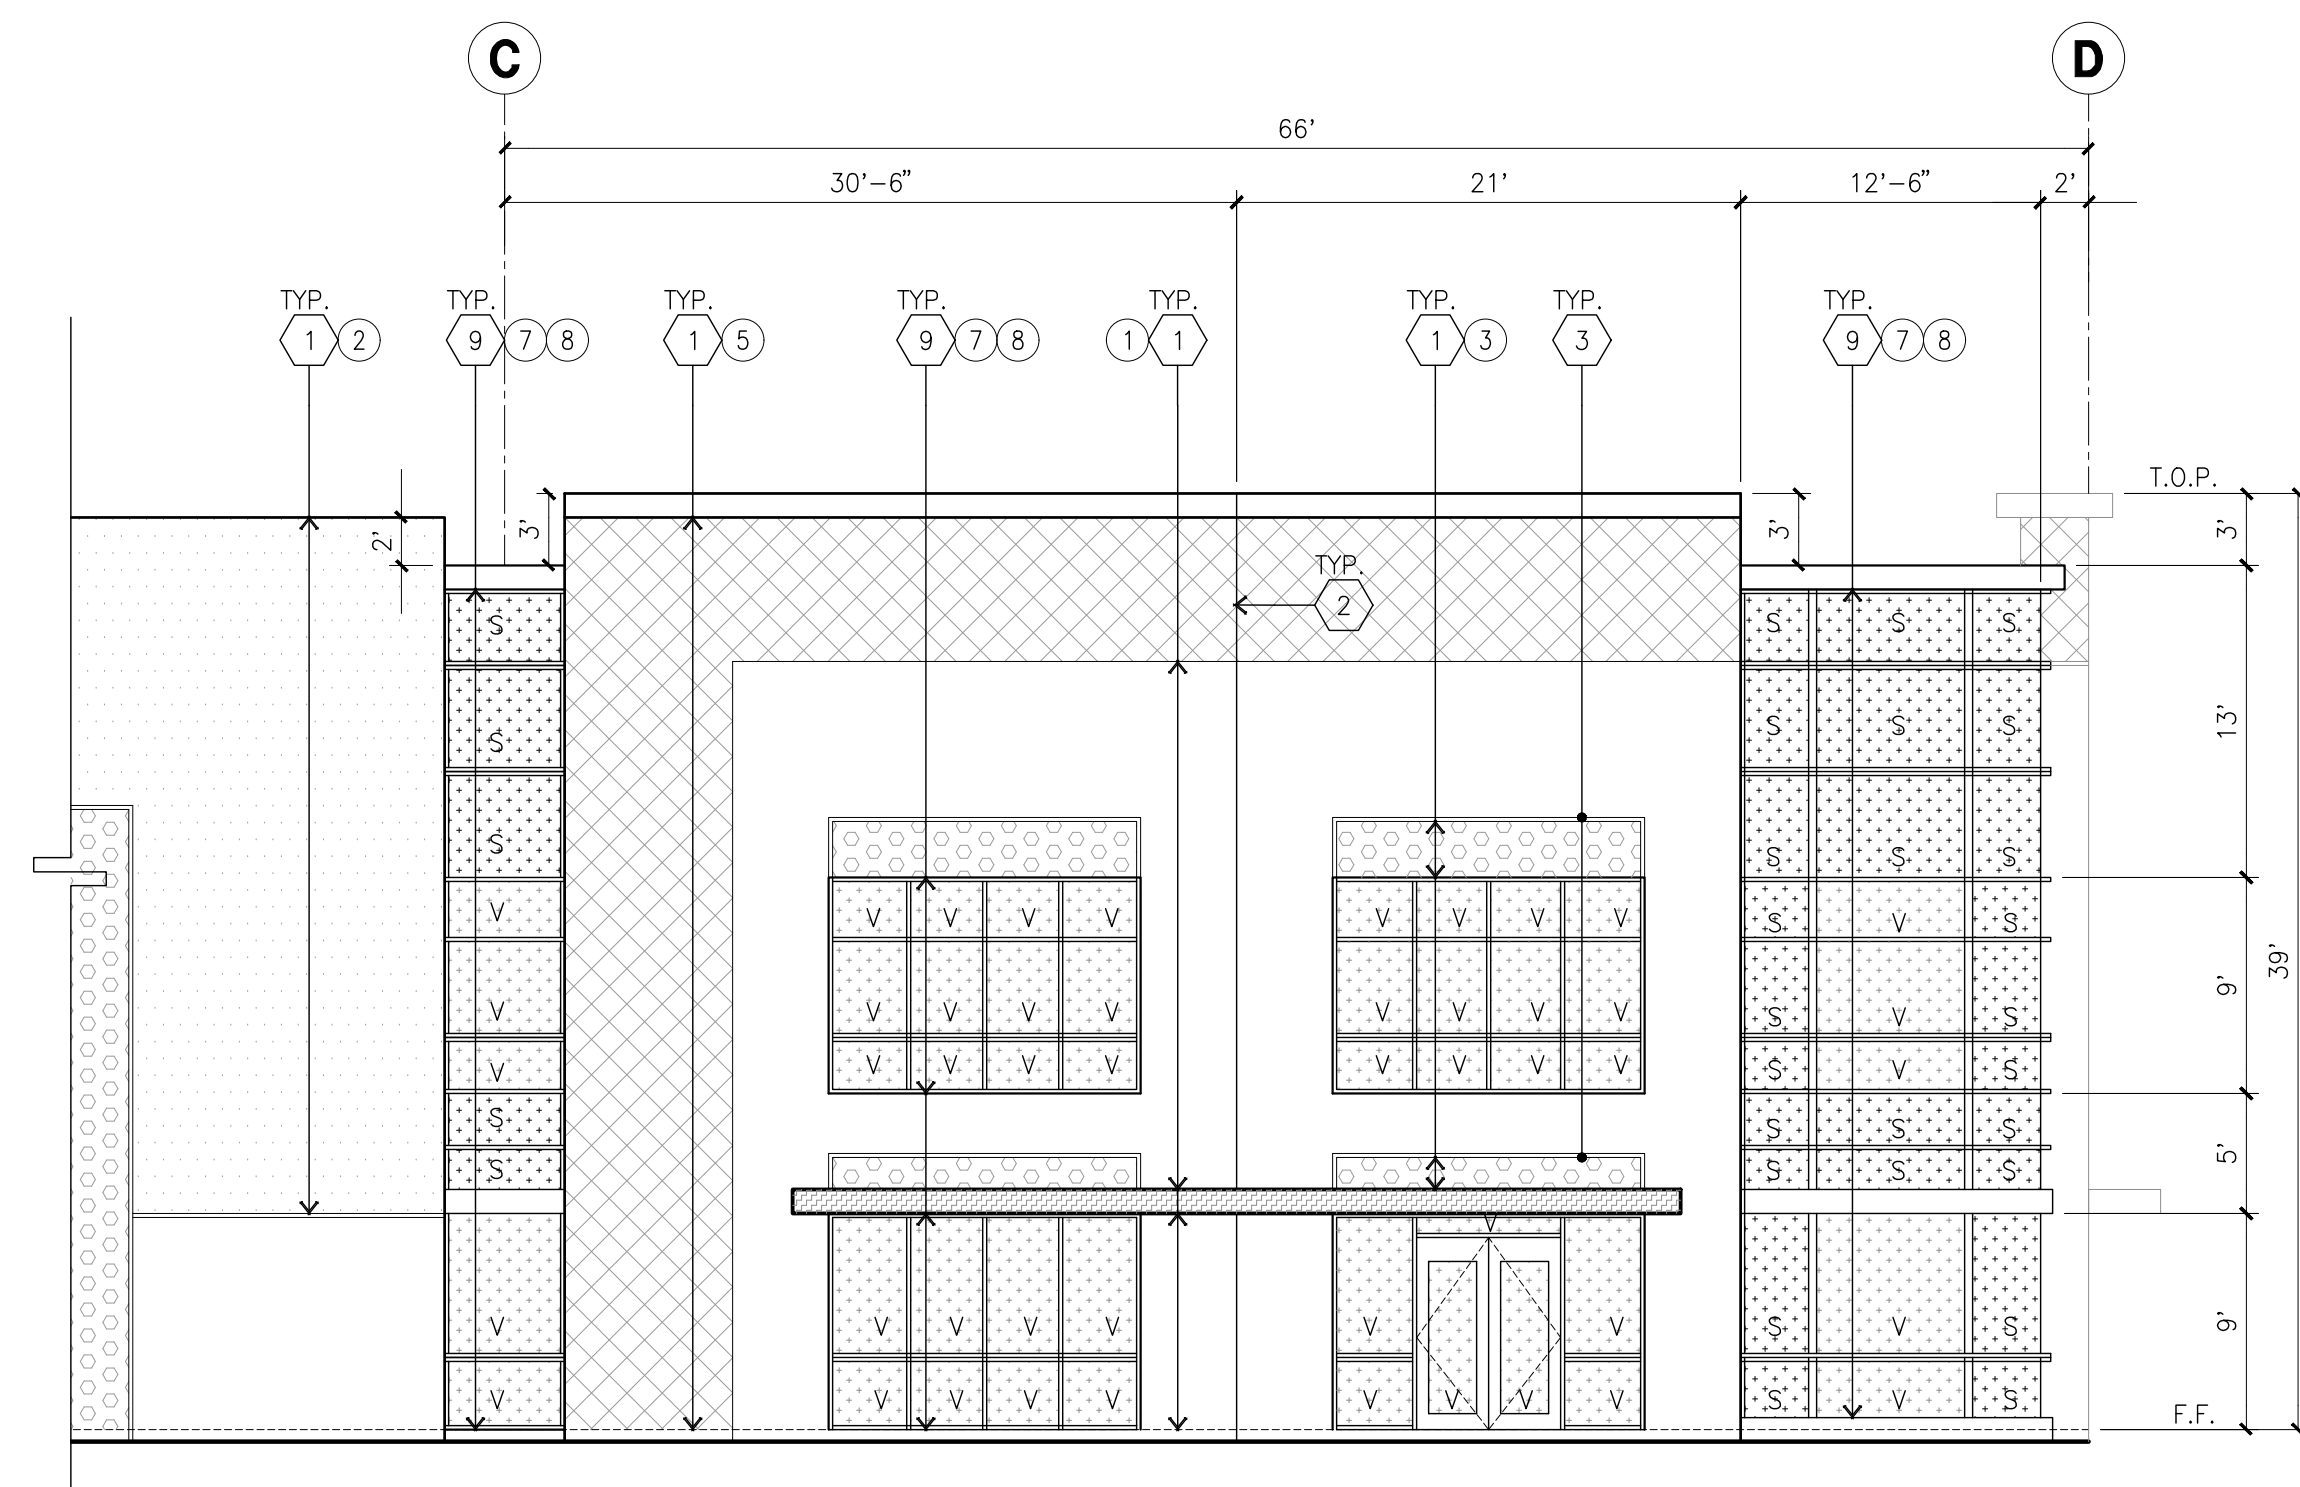 C D
66'
30'-6" 21' 12'-6" 2'
TYP. TYP. TYP. TYP. TYP. TYP. TYP. TYP.
1 2 9 7 8 1 5 9 7 8 1 1 1 3 3 9 7 8
T.O.P.
2' 3' 3' 3'
TYP.
2
S S S S
S S S S
13'
S S S S
V V V V V V V V V S V S
39'
V V V V V V V V V S V S
9'
V V V V V V V V V S V S
S S S S
5'
S S S S
V
V V V V V V V S V S
9'
V V V V V V V V V S V S
F.F.